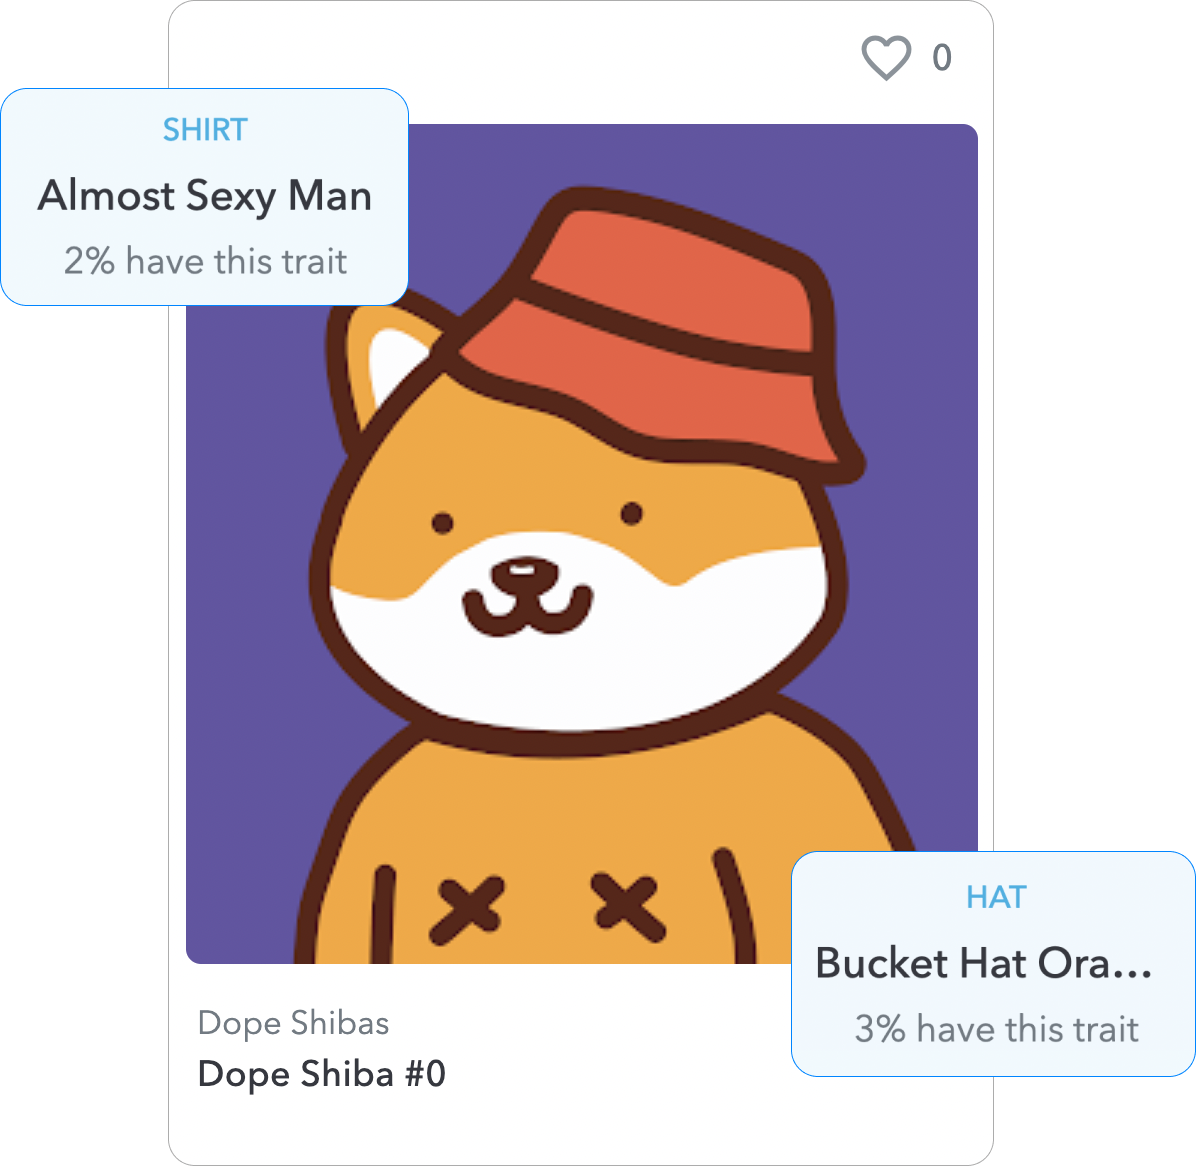 0
SHIRT
Almost Sexy Man
2% have this trait
HAT
Bucket Hat Ora...
3% have this trait
Dope Shibas
Dope Shiba #0